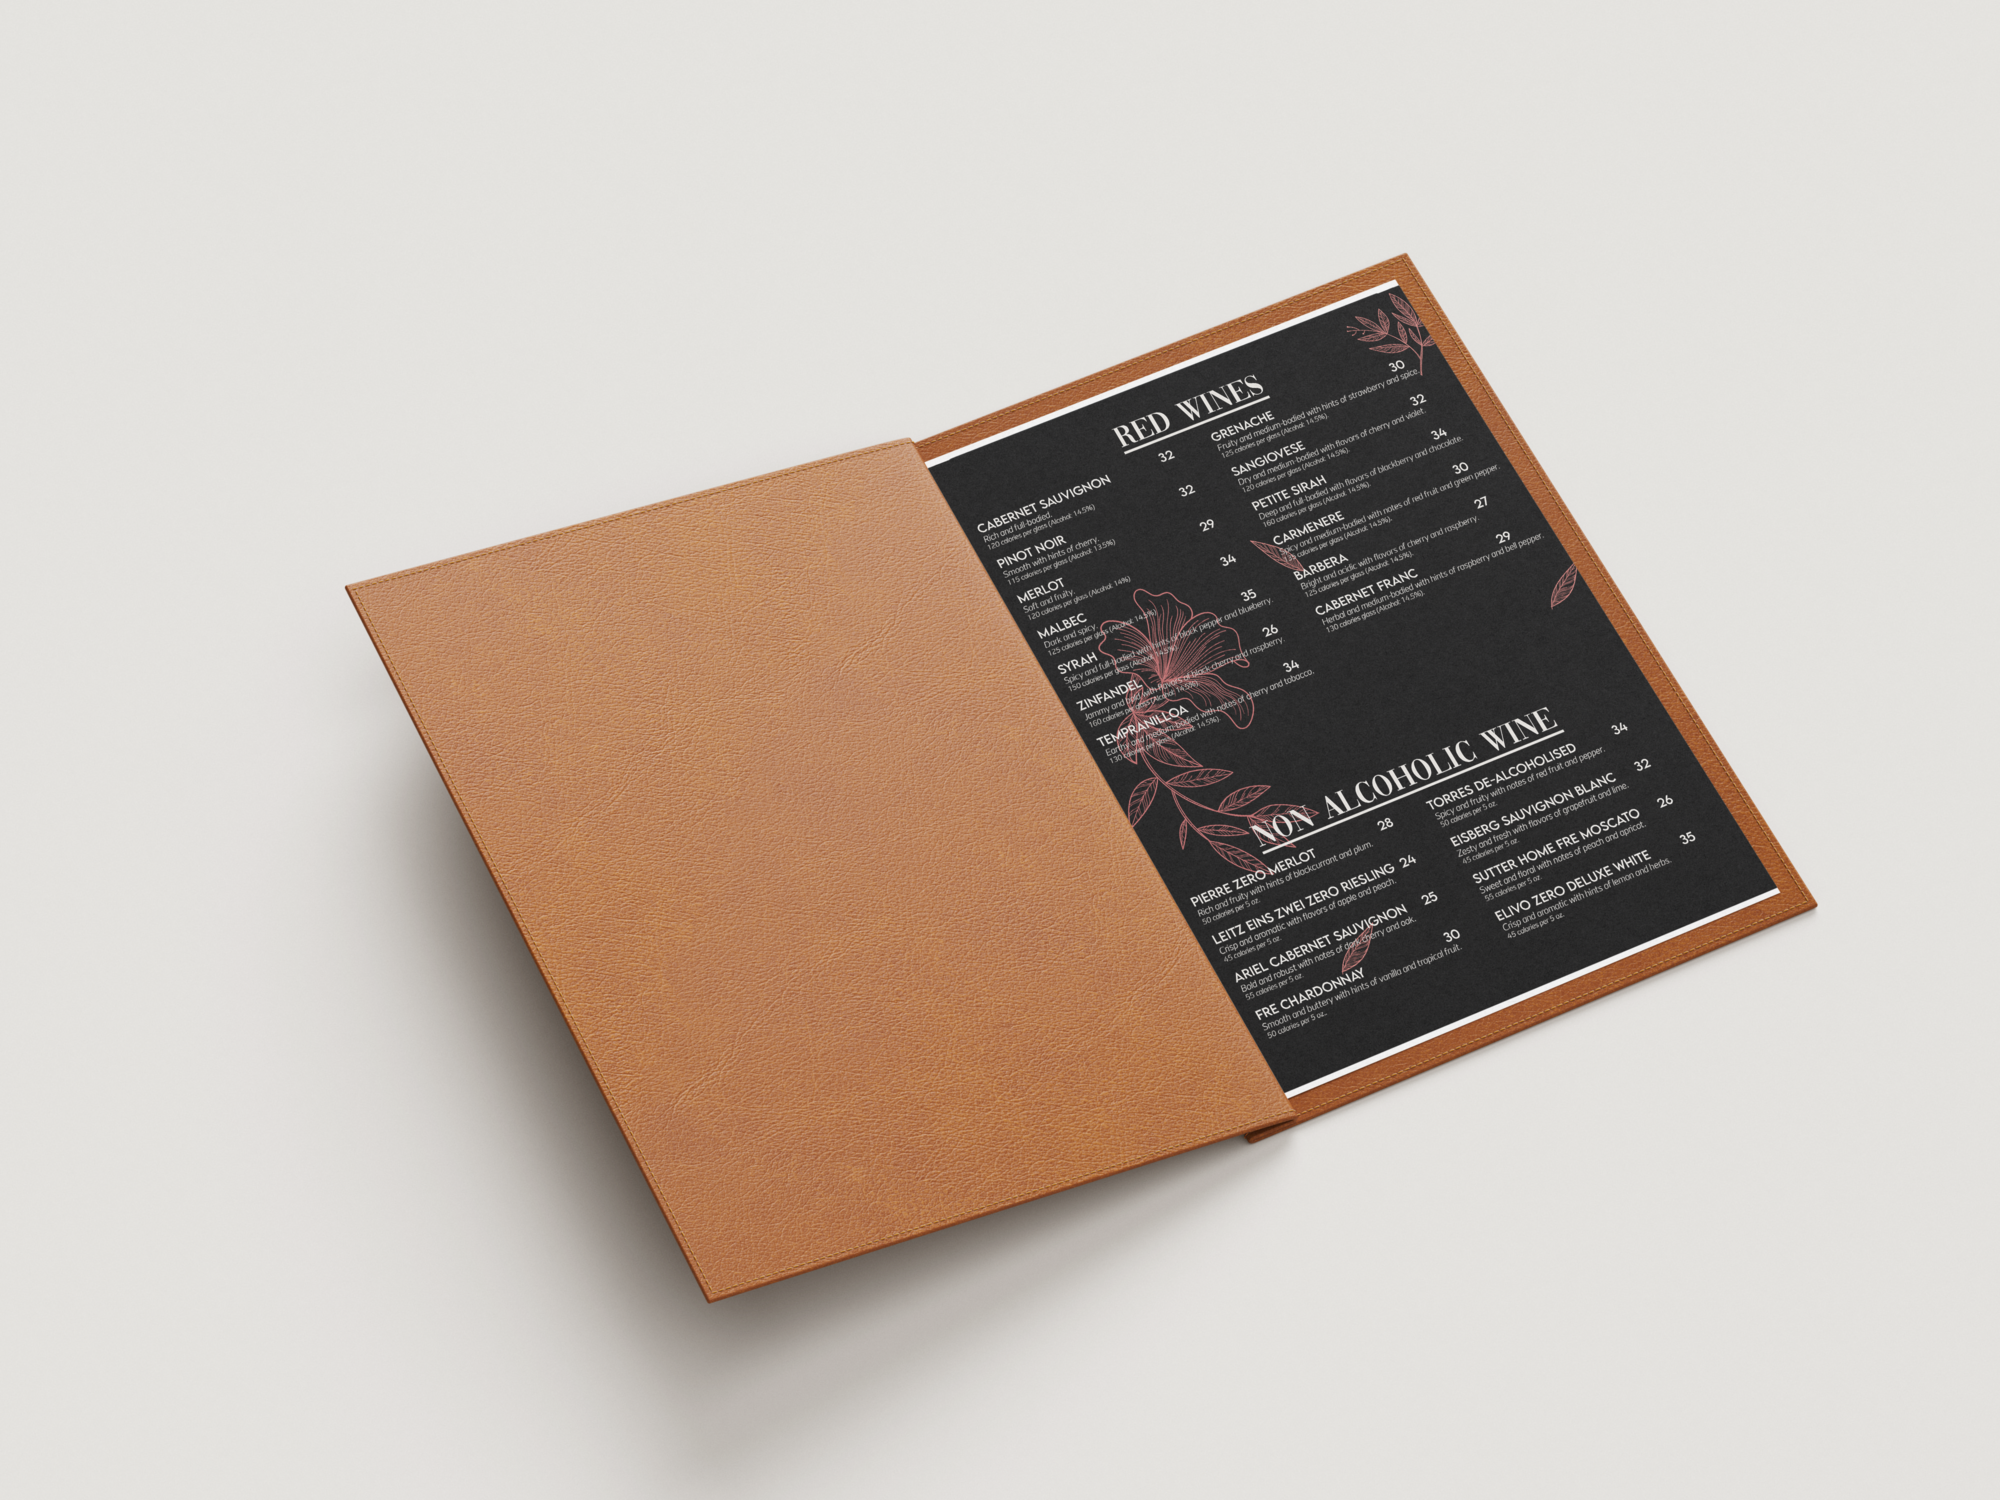 RED WINES
CABERNET SAUVIGNON 32
Rich and full-bodied.
120 calories per glass (Alcohol: 14.5%)
PINOT NOIR 32
Smooth with hints of cherry.
115 calories per glass (Alcohol: 13.5%)
MERLOT 29
Soft and fruity.
120 calories per glass (Alcohol: 14%)
MALBEC 34
Dark and spicy.
125 calories per glass (Alcohol: 14.5%)
SYRAH 35
Spicy and full-bodied with hints of black pepper and blueberry.
150 calories per glass (Alcohol: 14.5%)
ZINFANDEL 26
Jammy and bold with flavors of black cherry and raspberry.
160 calories per glass (Alcohol: 14.5%)
TEMPRANILLOA 34
Earthy and medium-bodied with notes of cherry and tobacco.
130 calories per glass (Alcohol: 14.5%)
GRENACHE 30
Fruity and medium-bodied with hints of strawberry and spice.
125 calories per glass (Alcohol: 14.5%).
SANGIOVESE 32
Dry and medium-bodied with flavors of cherry and violet.
120 calories per glass (Alcohol: 14.5%).
PETITE SIRAH 34
Deep and full-bodied with flavors of blackberry and chocolate.
160 calories per glass (Alcohol: 14.5%).
CARMENERE 30
Spicy and medium-bodied with notes of red fruit and green pepper.
calories per glass (Alcohol: 14.5%).
BARBERA 27
Bright and acidic with flavors of cherry and raspberry.
125 calories per glass (Alcohol: 14.5%).
CABERNET FRANC 29
Herbal and medium-bodied with hints of raspberry and bell pepper.
130 calories glass (Alcohol: 14.5%).
NON ALCOHOLIC WINE
PIERRE ZERO MERLOT 28
Rich and fruity with hints of blackcurrant and plum.
50 calories per 5 oz.
LEITZ EINS ZWEI ZERO RIESLING 24
Crisp and aromatic with flavors of apple and peach.
45 calories per 5 oz.
ARIEL CABERNET SAUVIGNON 25
Bold and robust with notes of dark cherry and oak.
55 calories per 5 oz.
FRE CHARDONNAY 30
Smooth and buttery with hints of vanilla and tropical fruit.
50 calories per 5 oz.
TORRES DE-ALCOHOLISED 34
Spicy and fruity with notes of red fruit and pepper.
50 calories per 5 oz.
EISBERG SAUVIGNON BLANC 32
Zesty and fresh with flavors of grapefruit and lime.
45 calories per 5 oz.
SUTTER HOME FRE MOSCATO 26
Sweet and floral with notes of peach and apricot.
55 calories per 5 oz.
ELIVO ZERO DELUXE WHITE 35
Crisp and aromatic with hints of lemon and herbs.
45 calories per 5 oz.